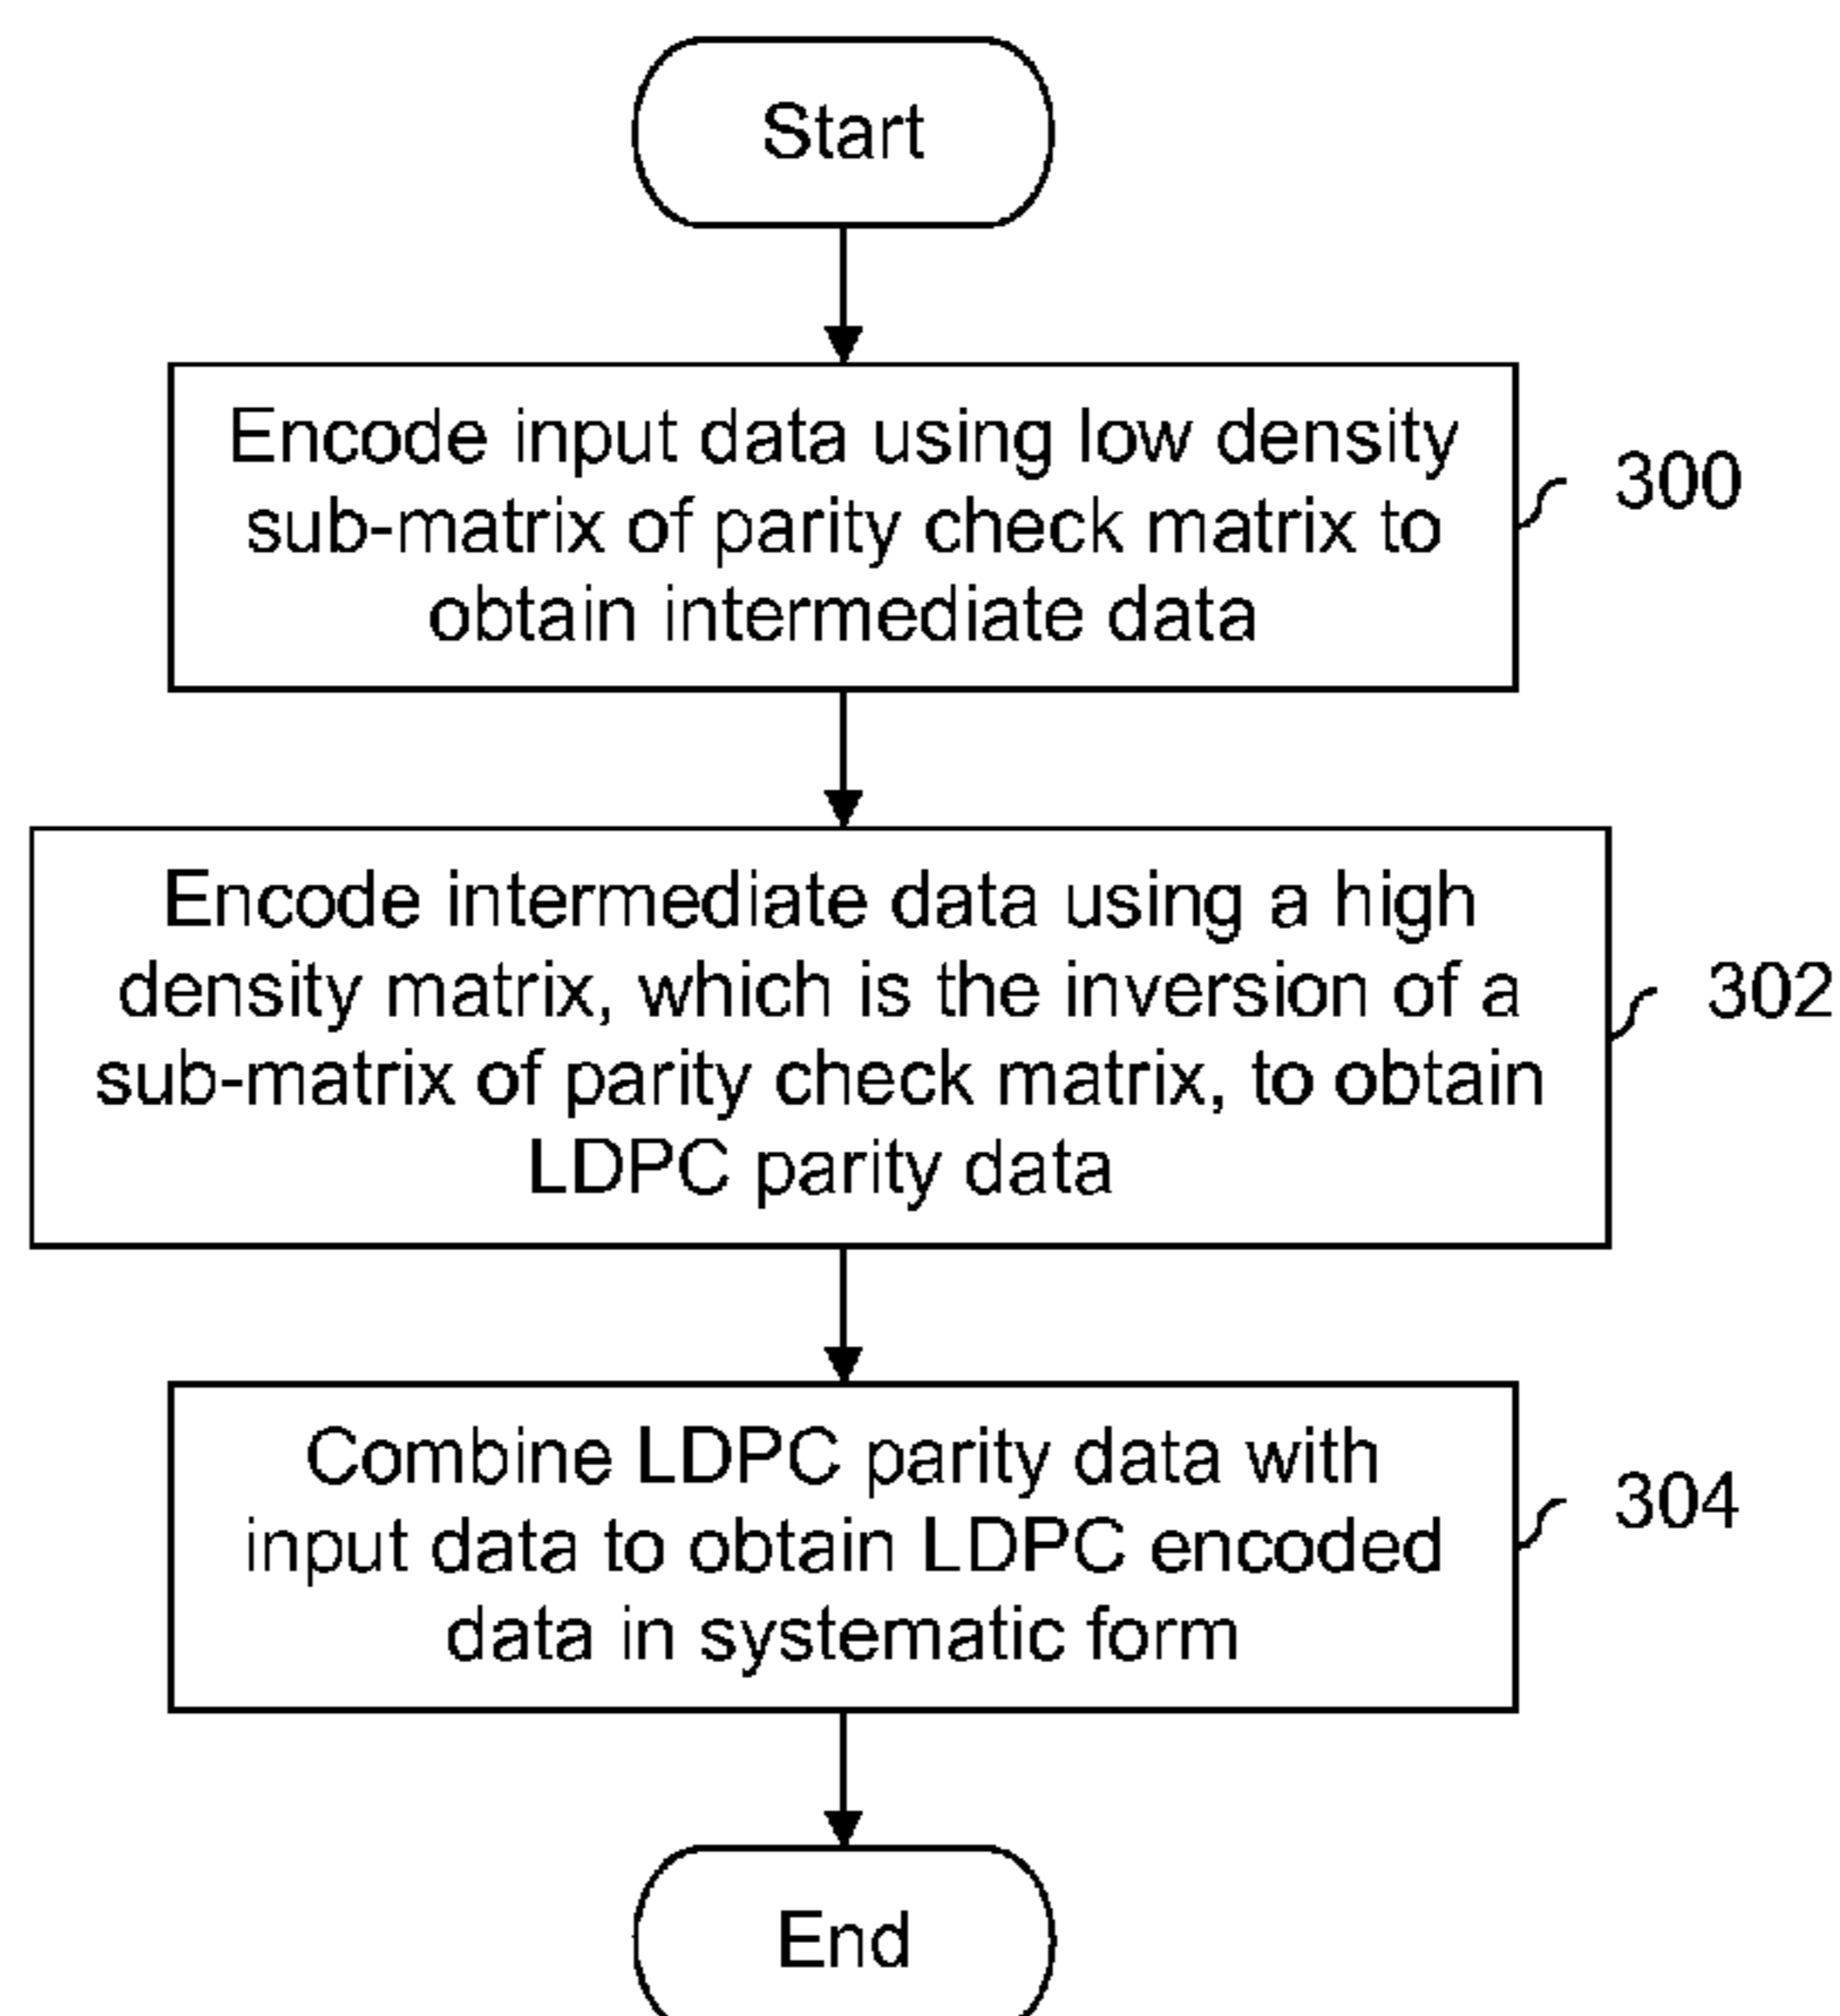 Start
Encode input data using low density
sub-matrix of parity check matrix to
obtain intermediate data
300
Encode intermediate data using a high
density matrix, which is the inversion of a
sub-matrix of parity check matrix, to obtain
LDPC parity data
302
Combine LDPC parity data with
input data to obtain LDPC encoded
data in systematic form
304
End